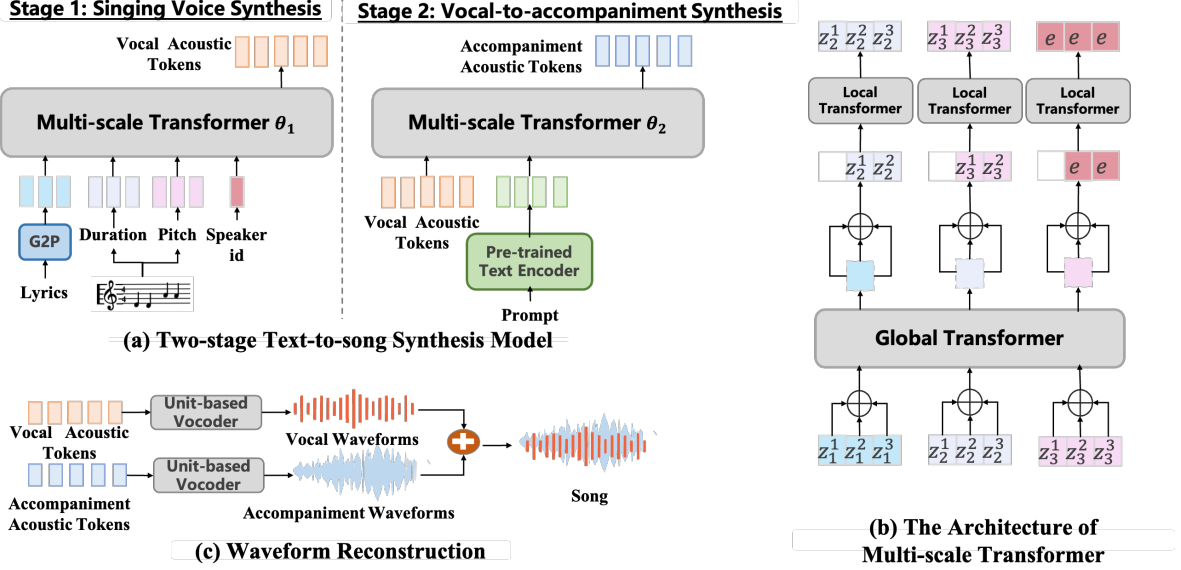 Stage 1: Singing Voice Synthesis
Vocal Acoustic
Tokens
Multi-scale Transformer θ₁
G2P
Duration
Pitch
Speaker
id
Lyrics
Stage 2: Vocal-to-accompaniment Synthesis
Accompaniment
Acoustic Tokens
Multi-scale Transformer θ₂
Vocal Acoustic
Tokens
Pre-trained
Text Encoder
Prompt
(a) Two-stage Text-to-song Synthesis Model
Vocal Acoustic
Tokens
Unit-based
Vocoder
Vocal Waveforms
Accompaniment
Acoustic Tokens
Unit-based
Vocoder
Accompaniment Waveforms
Song
(c) Waveform Reconstruction
z₂¹ z₂² z₂³
z₃¹ z₃² z₃³
e e e
Local
Transformer
Local
Transformer
Local
Transformer
z₂¹ z₂²
z₃¹ z₃²
e e
Global Transformer
z₁¹ z₁² z₁³
z₂¹ z₂² z₂³
z₃¹ z₃² z₃³
(b) The Architecture of
Multi-scale Transformer